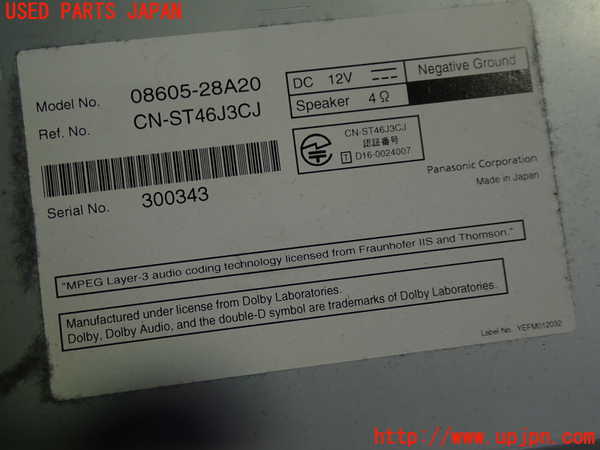 USED PARTS JAPAN
Model No. 08605-28A20
Ref. No. CN-ST46J3CJ
DC 12V
Negative Ground
Speaker 4Ω
CN-ST46J3CJ
認証番号
T D16-0024007
Panasonic Corporation
Made in Japan
Serial No. 300343
"MPEG Layer-3 audio coding technology licensed from Fraunhofer IIS and Thomson."
Manufactured under license from Dolby Laboratories.
Dolby, Dolby Audio, and the double-D symbol are trademarks of Dolby Laboratories.
Label No. YEFM012032
http://www.upjpn.com/